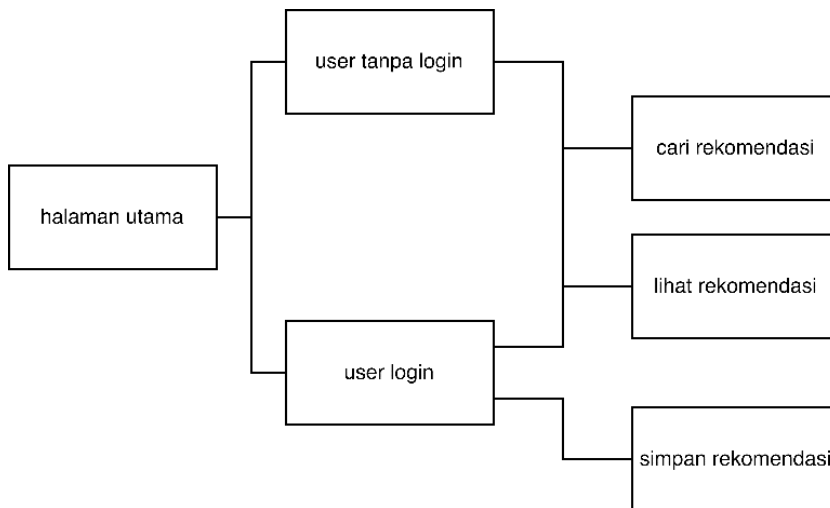 user tanpa login
cari rekomendasi
halaman utama
lihat rekomendasi
user login
simpan rekomendasi